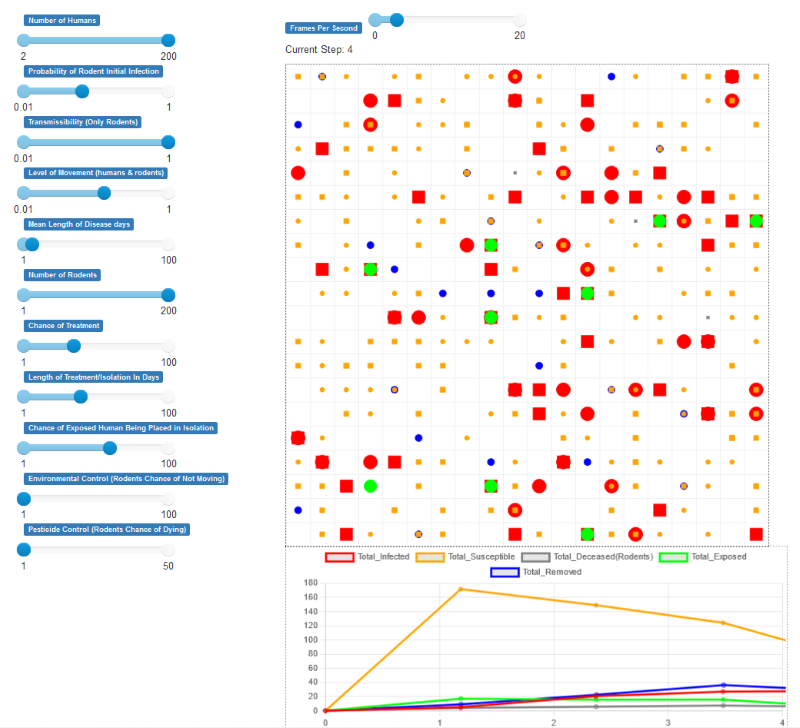 Number of Humans
2 200
Probability of Rodent Initial Infection
0.01 1
Transmissibility (Only Rodents)
0.01 1
Level of Movement (humans & rodents)
0.01 1
Mean Length of Disease days
1 100
Number of Rodents
1 200
Chance of Treatment
1 100
Length of Treatment/Isolation In Days
1 100
Chance of Exposed Human Being Placed in Isolation
1 100
Environmental Control (Rodents Chance of Not Moving)
1 100
Pesticide Control (Rodents Chance of Dying)
1 50
Frames Per Second
0 20
Current Step: 4
Total_Infected Total_Susceptible Total_Deceased(Rodents) Total_Exposed
Total_Removed
180
160
140
120
100
80
60
40
20
0
0 1 2 3 4